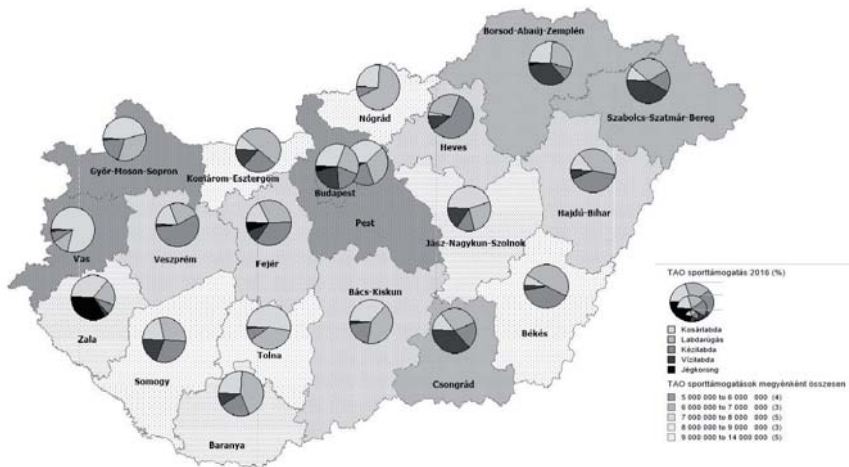 Borsod-Abaúj-Zemplén
Szabolcs-Szatmár-Bereg
Nógrád
Heves
Győr-Moson-Sopron
Komárom-Esztergom
Budapest
Hajdú-Bihar
Pest
Jász-Nagykun-Szolnok
Vas
Veszprém
Fejér
Bács-Kiskun
Békés
Zala
Tolna
Somogy
Csongrád
Baranya
TAO sporttámogatás 2016 (%)
Kosárlabda
Labdarúgás
Kézilabda
Vízilabda
Jégkorong
TAO sporttámogatások megyénként összesen
5 000 000 to 6 000 000 (4)
6 000 000 to 7 000 000 (3)
7 000 000 to 8 000 000 (5)
8 000 000 to 9 000 000 (3)
9 000 000 to 14 000 000 (5)